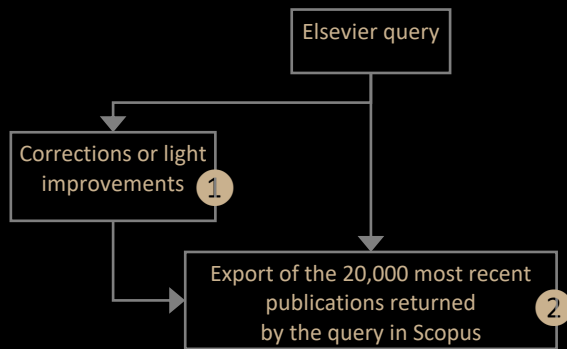 Elsevier query
Corrections or light
improvements
1
Export of the 20,000 most recent
publications returned
by the query in Scopus
2